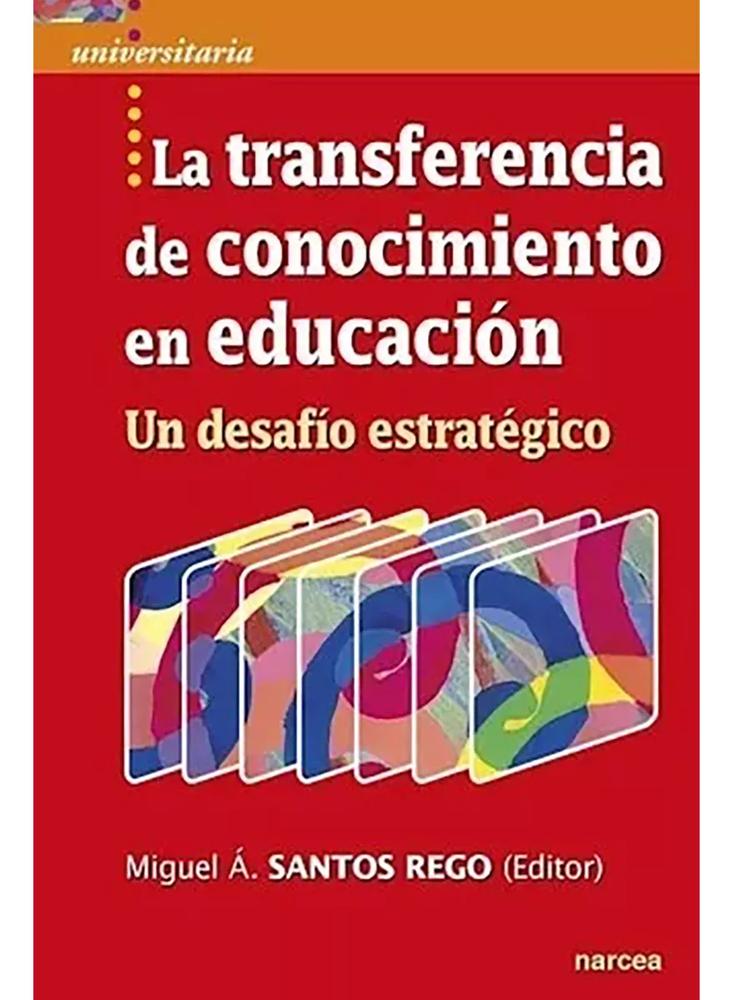 universitaria
La transferencia
de conocimiento
en educación
Un desafío estratégico
Miguel Á. SANTOS REGO (Editor)
narcea